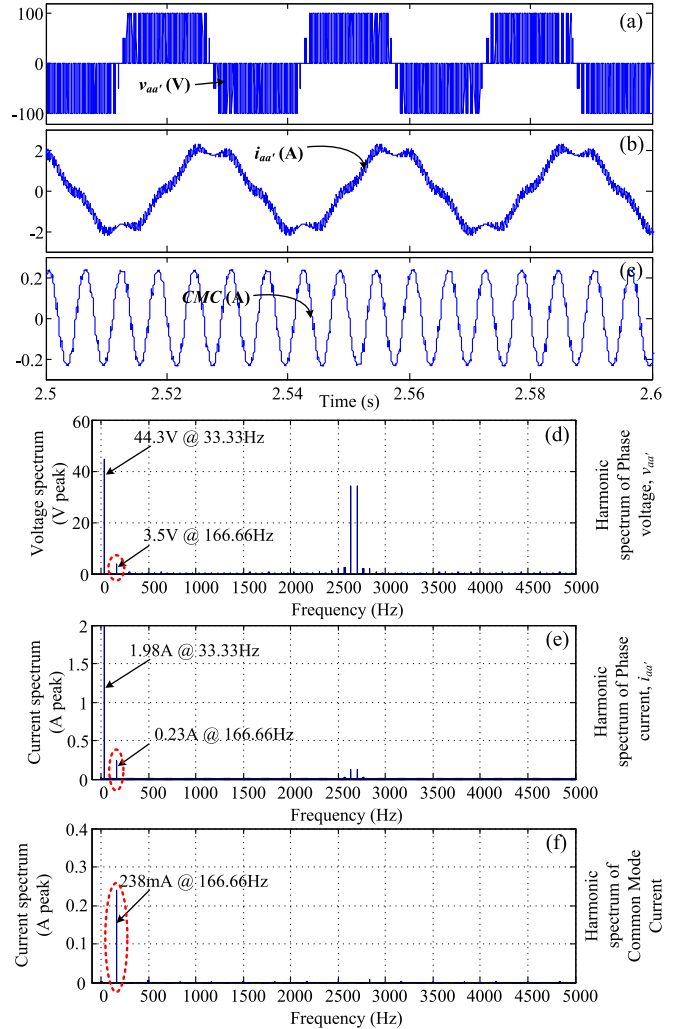 100
0
-100
(a)
vaa' (V)
2
0
-2
(b)
iaa' (A)
0.2
0
-0.2
(c)
CMC (A)
2.5
2.52
2.54
2.56
2.58
2.6
Time (s)
60
40
20
0
Voltage spectrum
(V peak)
44.3V @ 33.33Hz
3.5V @ 166.66Hz
(d)
0 500 1000 1500 2000 2500 3000 3500 4000 4500 5000
Frequency (Hz)
Harmonic
spectrum of Phase
voltage, vaa'
2
1.5
1
0.5
0
Current spectrum
(A peak)
1.98A @ 33.33Hz
0.23A @ 166.66Hz
(e)
0 500 1000 1500 2000 2500 3000 3500 4000 4500 5000
Frequency (Hz)
Harmonic
spectrum of Phase
current, iaa'
0.4
0.3
0.2
0.1
0
Current spectrum
(A peak)
238mA @ 166.66Hz
(f)
0 500 1000 1500 2000 2500 3000 3500 4000 4500 5000
Frequency (Hz)
Harmonic
spectrum of
Common Mode
Current